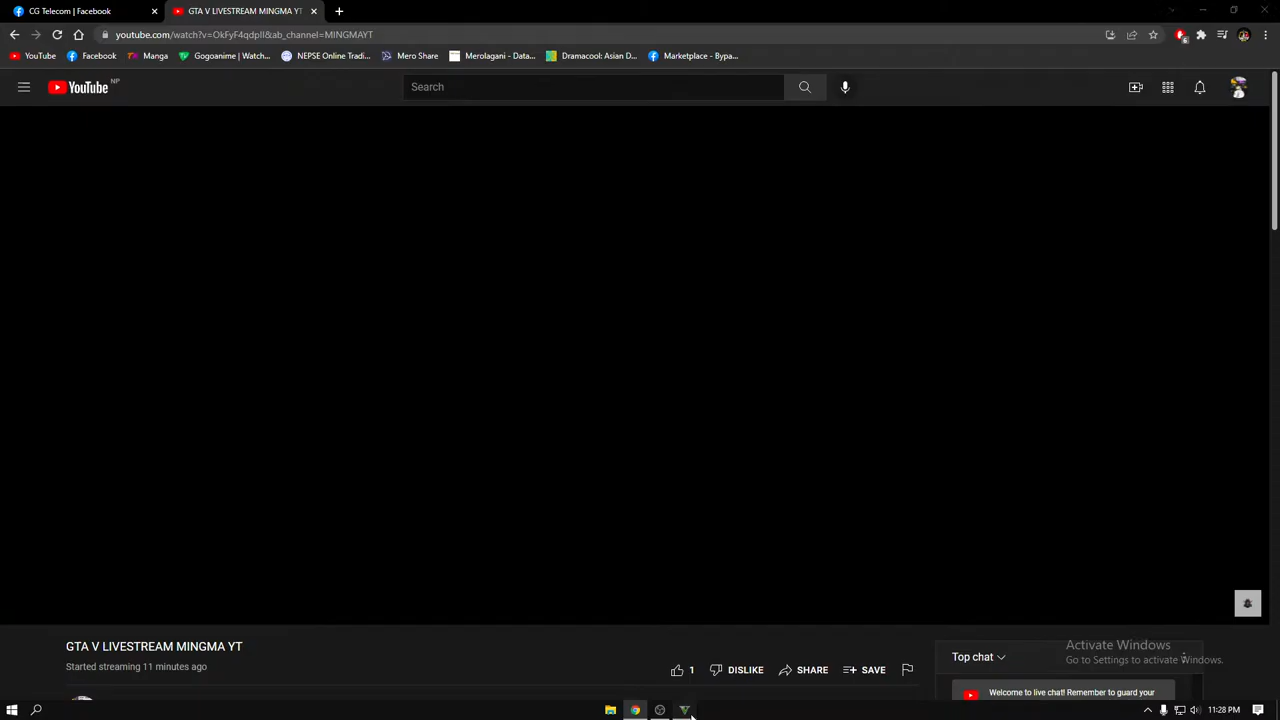 CG Telecom | Facebook
GTA V LIVESTREAM MINGMA YT
youtube.com/watch?v=OkFyF4qdpII&ab_channel=MINGMAYT
YouTube
Facebook
Manga
Gogoanime | Watch...
NEPSE Online Tradi...
Mero Share
Merolagani - Data...
Dramacool: Asian D...
Marketplace - Bypa...
YouTube NP
Search
GTA V LIVESTREAM MINGMA YT
Started streaming 11 minutes ago
1
DISLIKE
SHARE
SAVE
Top chat
Activate Windows
Go to Settings to activate Windows.
Welcome to live chat! Remember to guard your
11:28 PM